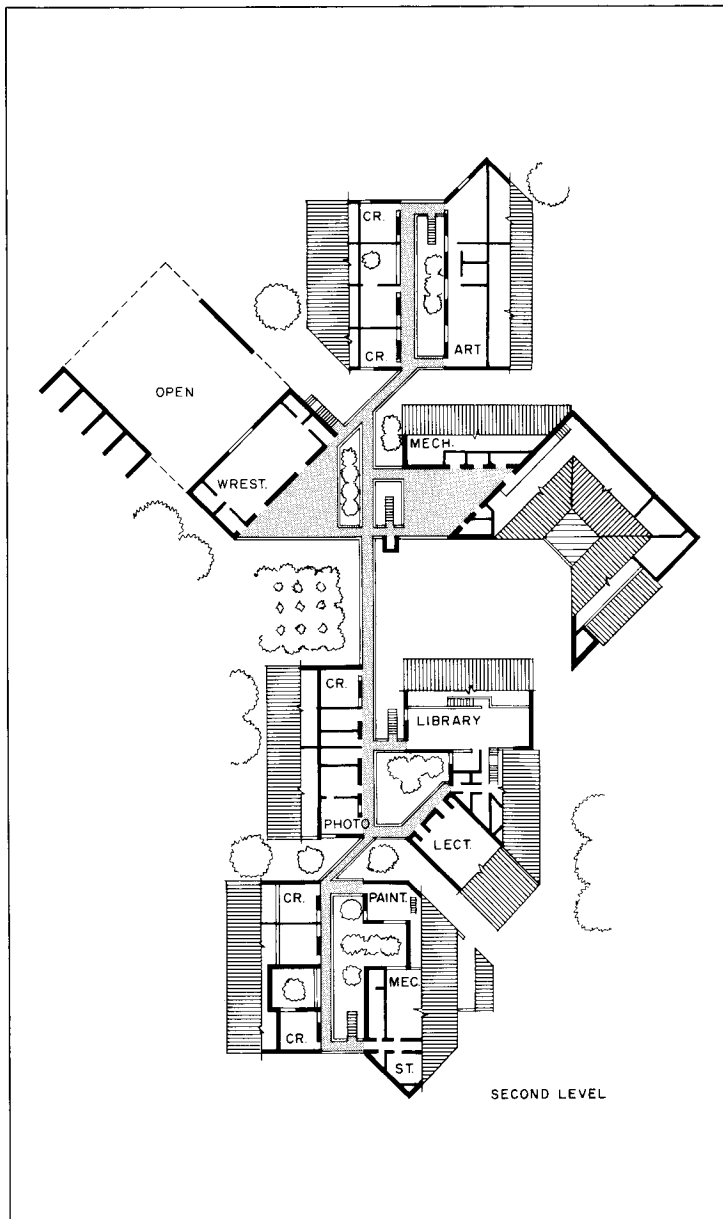 CR.
CR.
ART
OPEN
MECH.
WREST.
CR.
LIBRARY
PHOTO
LECT.
CR.
PAINT.
MEC.
CR.
ST.
SECOND LEVEL